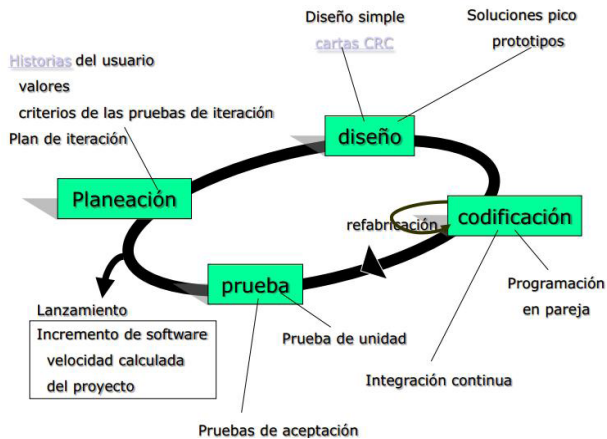 Diseño simple
cartas CRC
Soluciones pico
prototipos
Historias del usuario
valores
criterios de las pruebas de iteración
Plan de iteración
diseño
Planeación
codificación
refabricación
prueba
Programación
en pareja
Lanzamiento
Incremento de software
velocidad calculada
del proyecto
Prueba de unidad
Integración continua
Pruebas de aceptación